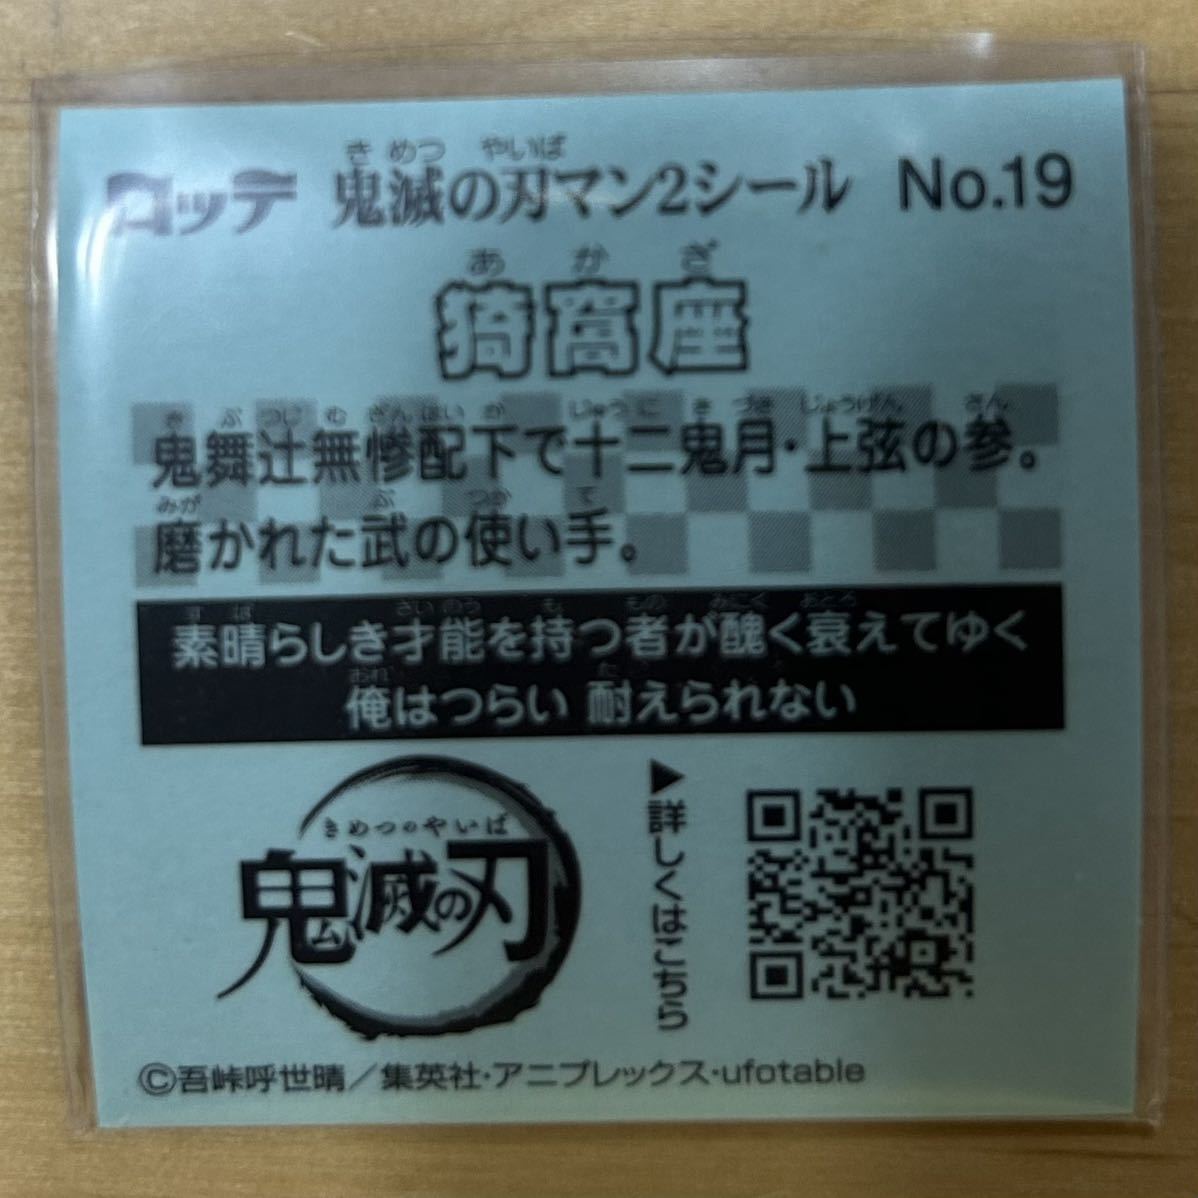 ロッテ 鬼滅の刃マン2シール No.19
きめつ やいば
あかざ
猗窩座
きぶつじむざんはいか じゅうにきづき じょうげん さん
鬼舞辻無惨配下で十二鬼月・上弦の参。
みが ぶ つか て
磨かれた武の使い手。
すば さいのう も もの みにく おとろ
素晴らしき才能を持つ者が醜く衰えてゆく
おれ た
俺はつらい 耐えられない
きめつのやいば
鬼滅の刃
▶詳しくはこちら
©吾峠呼世晴／集英社・アニプレックス・ufotable